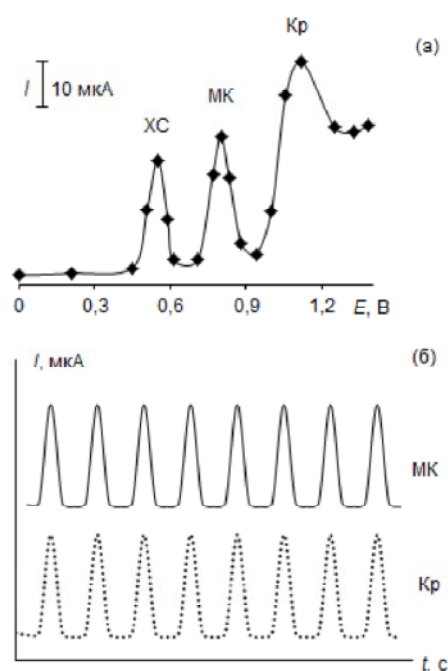 Кр
(а)
I 10 мкА
МК
ХС
0 0,3 0,6 0,9 1,2 E, В
I, мкА
(б)
МК
Кр
t, с